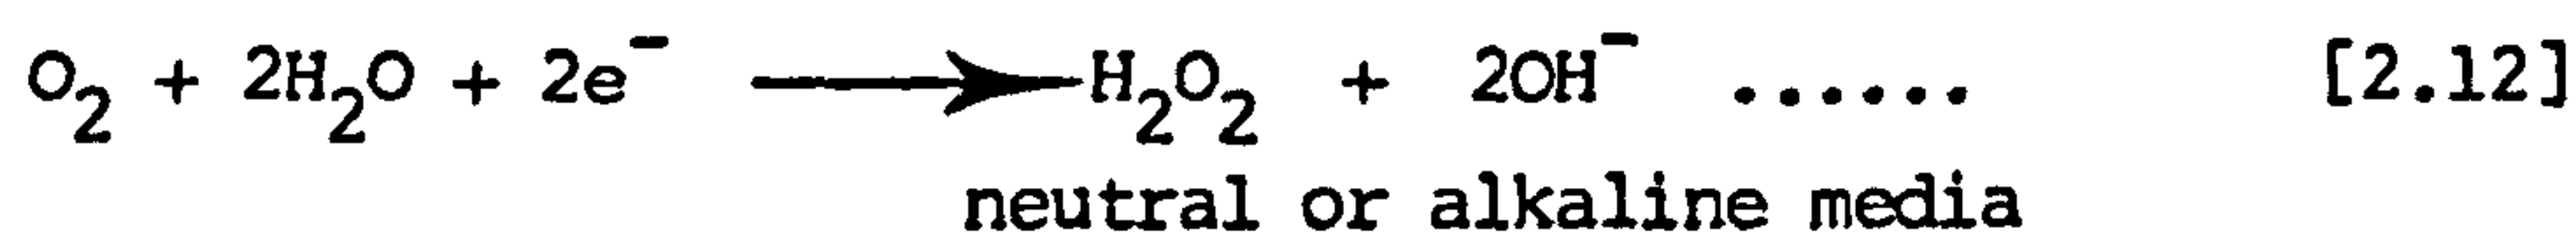 O₂ + 2H₂O + 2e⁻ ⟶ H₂O₂ + 2OH⁻ ...... [2.12]
neutral or alkaline media